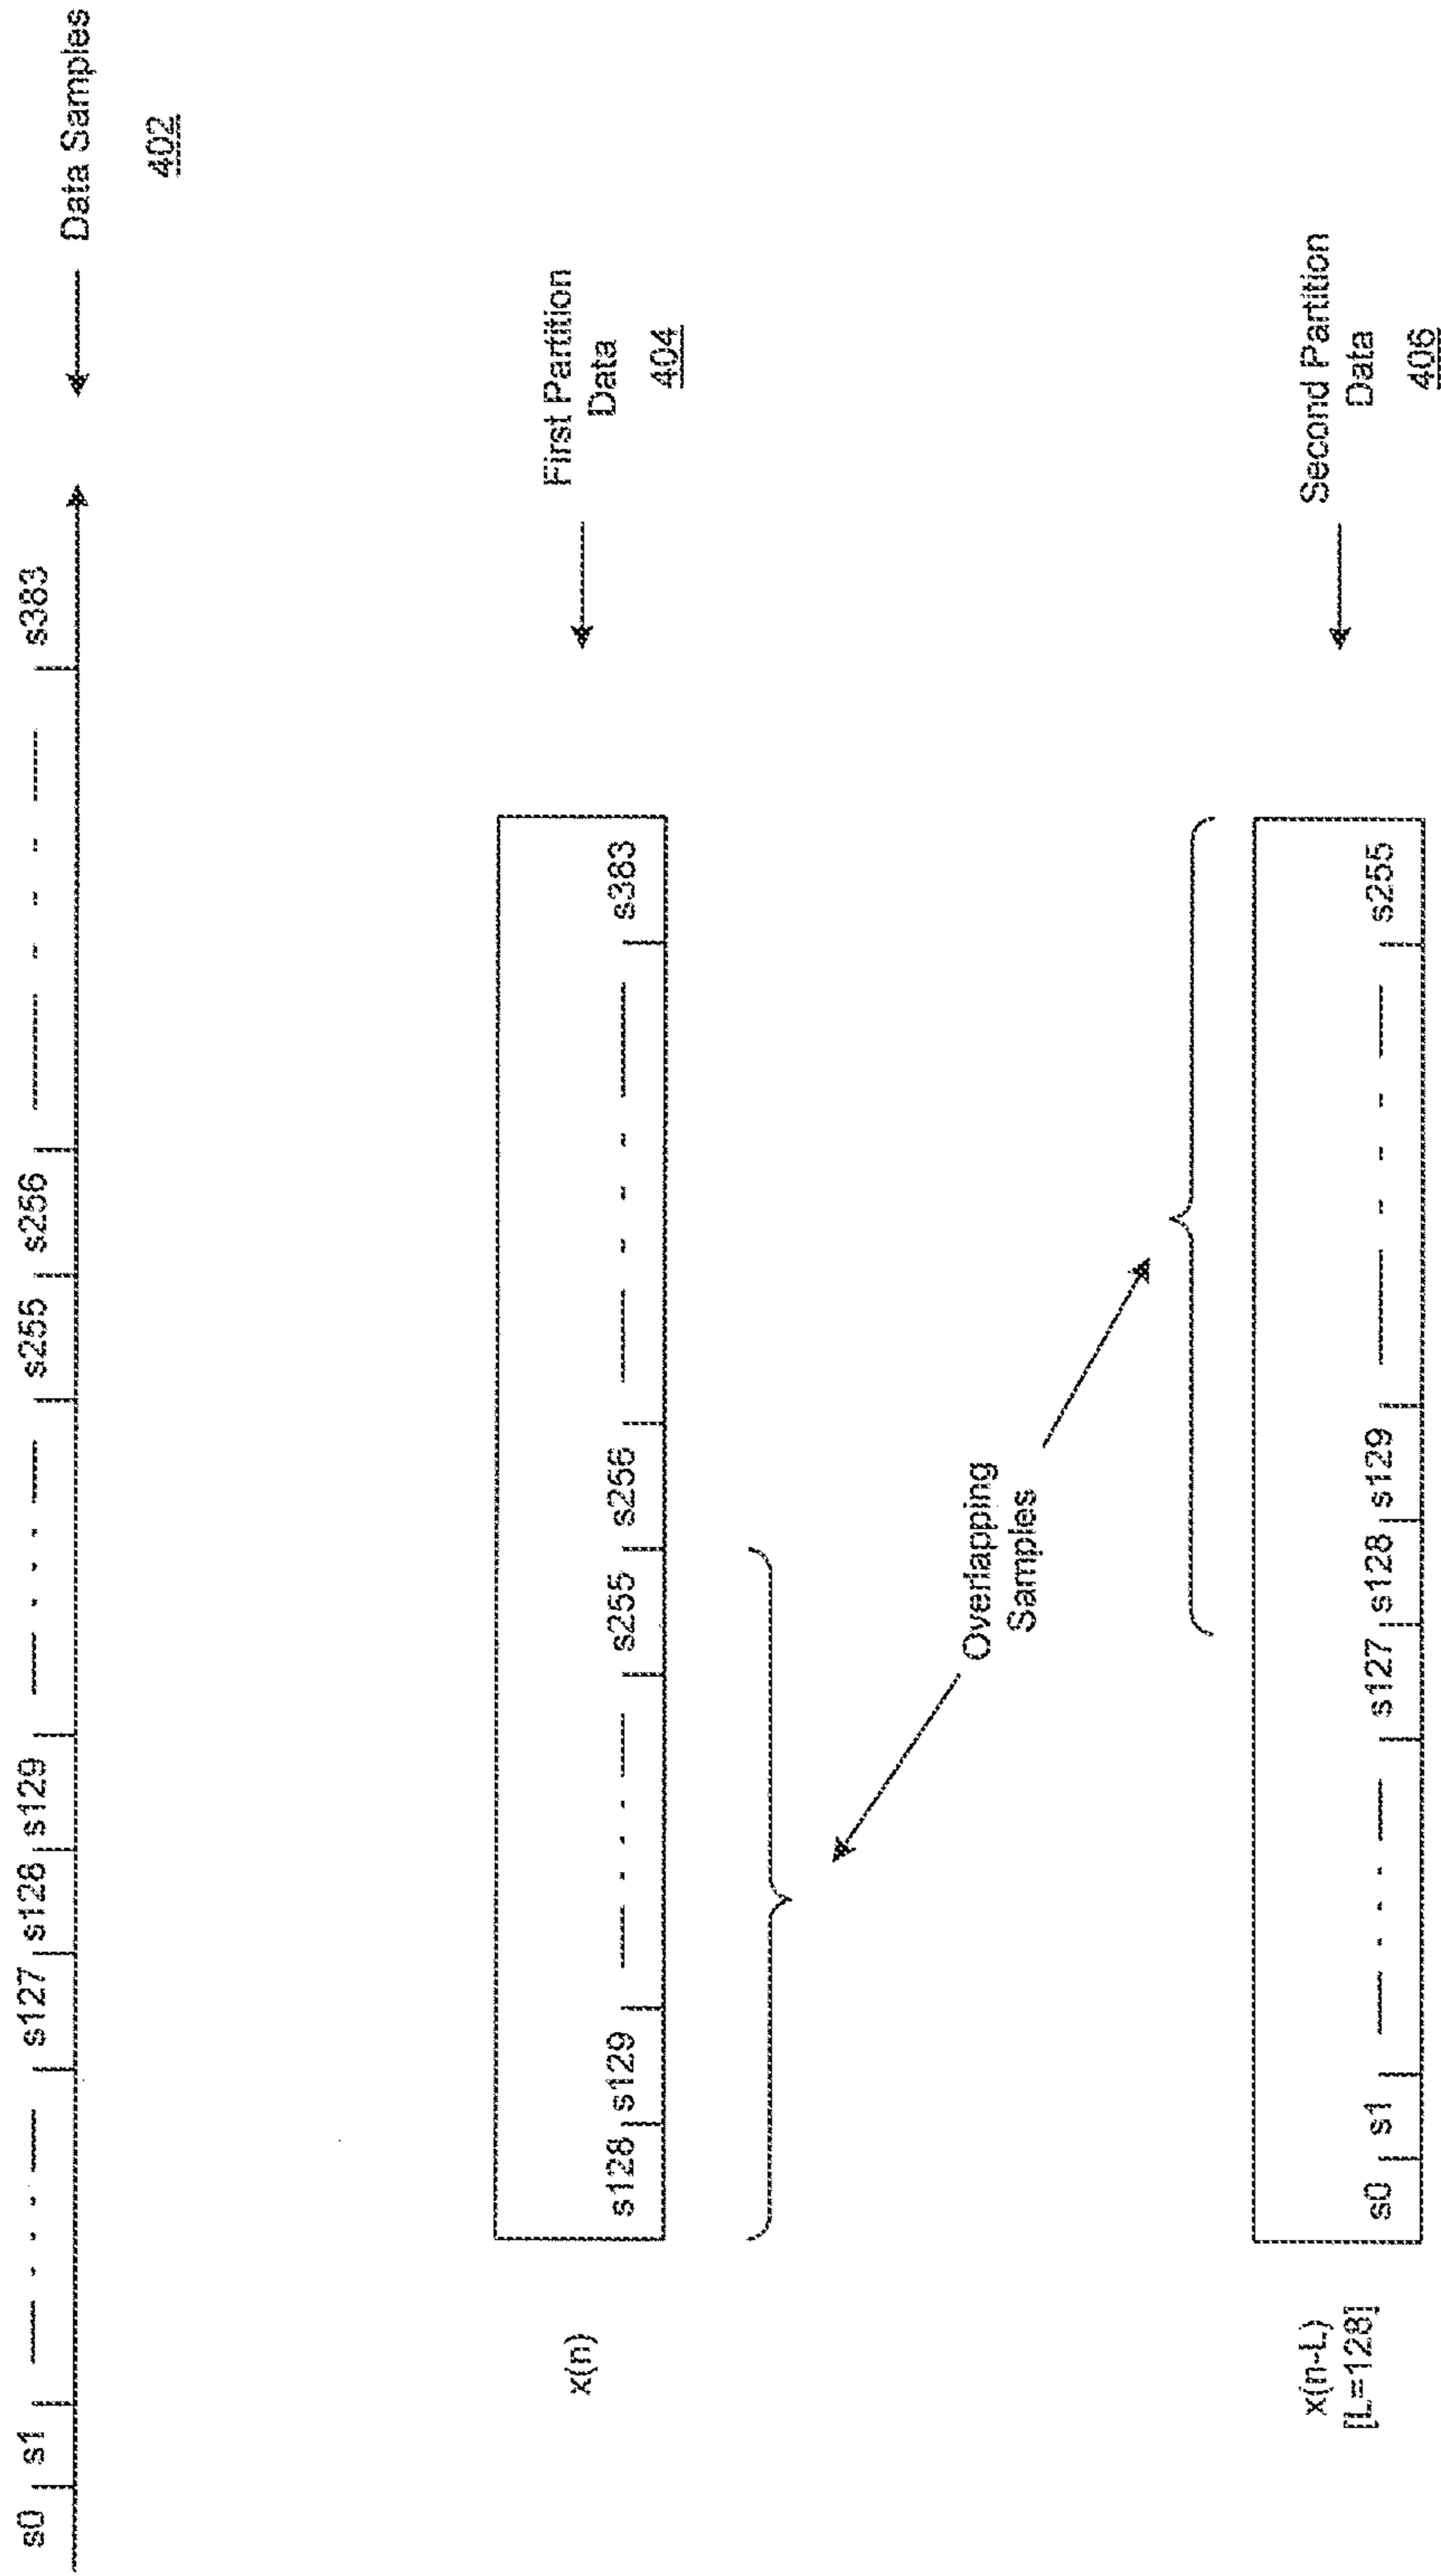 s0 s1 s127 s128 s129 s255 s256 s383
Data Samples
402
x(n)
s128 s129 s255 s256 s383
First Partition
Data
404
Overlapping
Samples
x(n-L)
[L=128]
s0 s1 s127 s128 s129 s255
Second Partition
Data
406